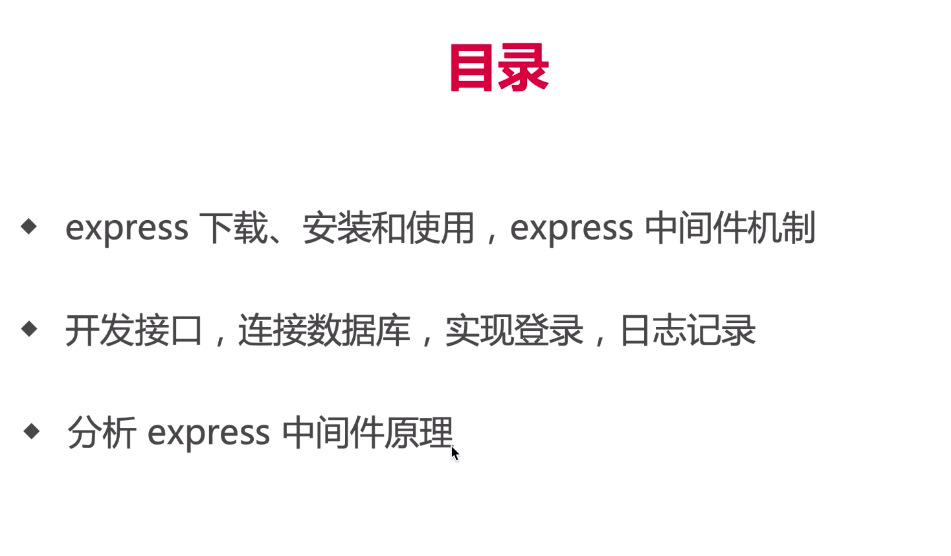 目录
express 下载、安装和使用，express 中间件机制
开发接口，连接数据库，实现登录，日志记录
分析 express 中间件原理